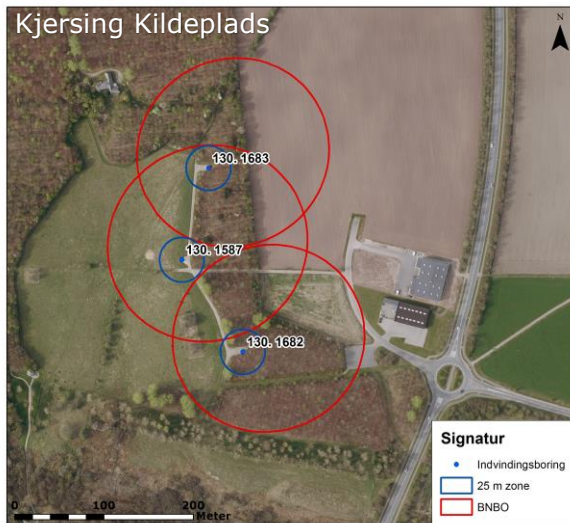 Kjersing Kildeplads
N
130. 1683
130. 1587
130. 1682
Signatur
Indvindingsboring
25 m zone
BNBO
0 100 200
Meter